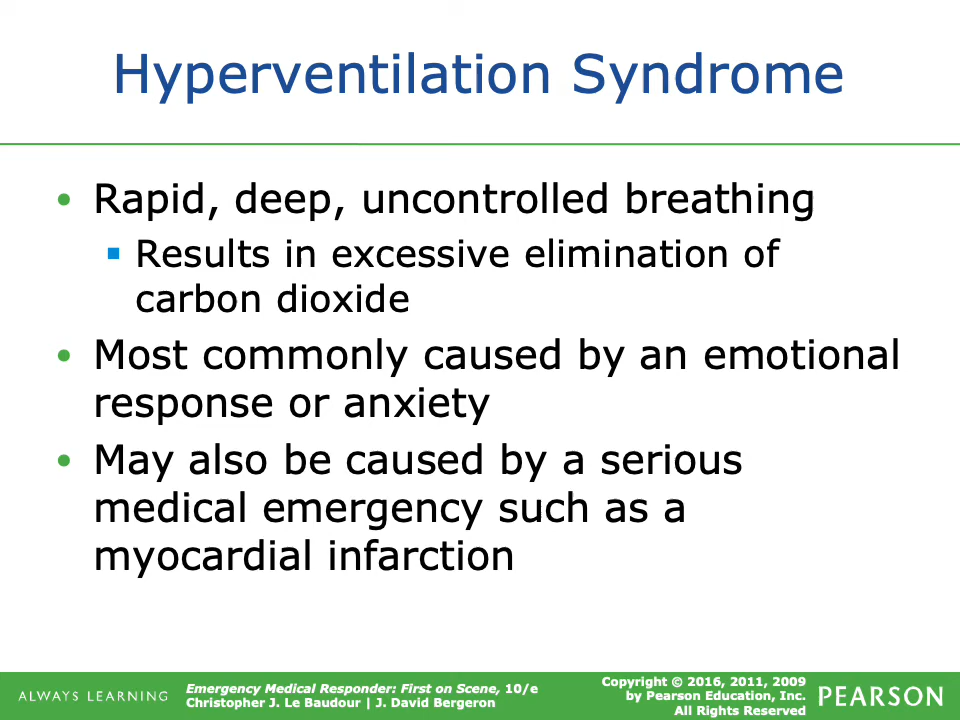 Hyperventilation Syndrome
• Rapid, deep, uncontrolled breathing
▪ Results in excessive elimination of
carbon dioxide
• Most commonly caused by an emotional
response or anxiety
• May also be caused by a serious
medical emergency such as a
myocardial infarction
ALWAYS LEARNING
Emergency Medical Responder: First on Scene, 10/e
Christopher J. Le Baudour | J. David Bergeron
Copyright © 2016, 2011, 2009
by Pearson Education, Inc.
All Rights Reserved
PEARSON